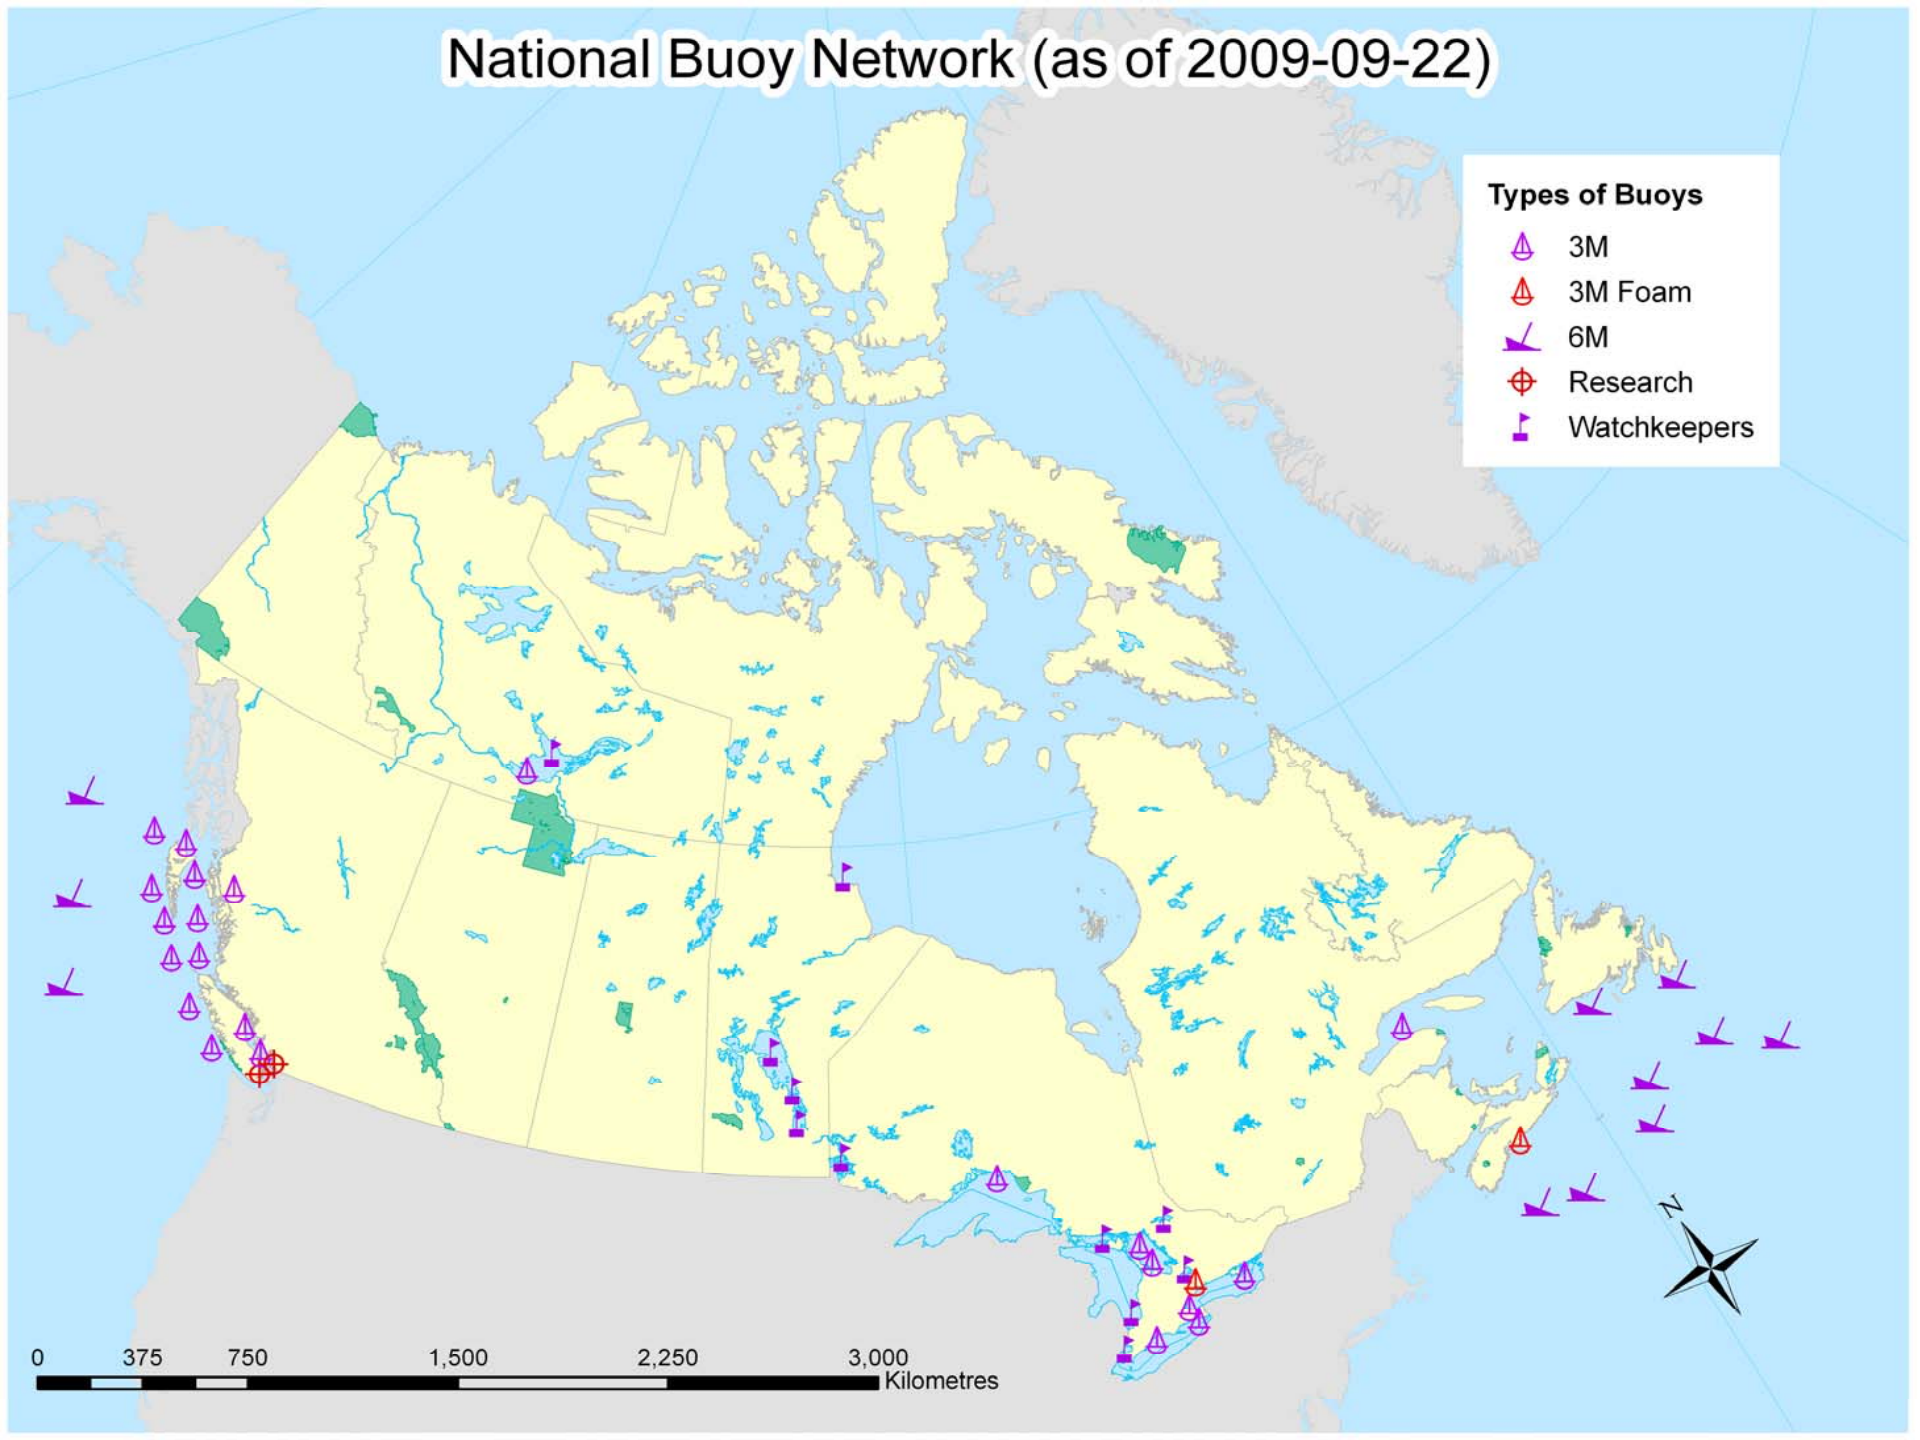 National Buoy Network (as of 2009-09-22)
Types of Buoys
3M
3M Foam
6M
Research
Watchkeepers
N
0 375 750 1,500 2,250 3,000
Kilometres